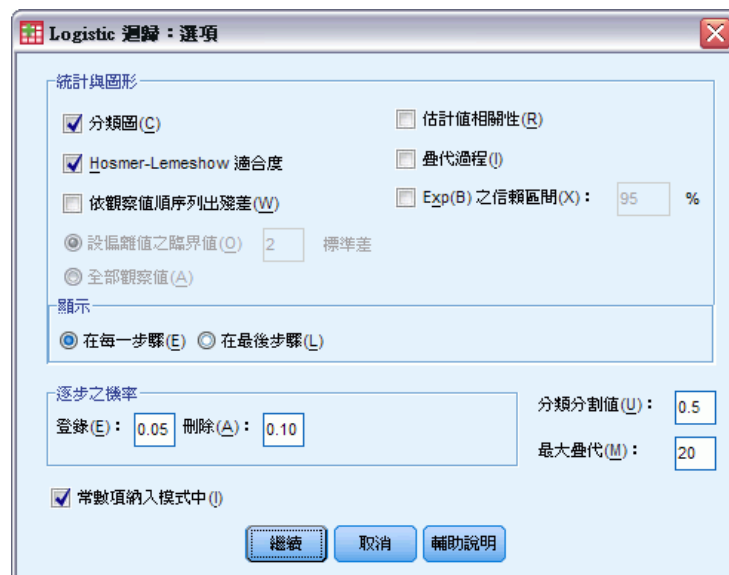 Logistic 迴歸：選項
統計與圖形
分類圖(C)
估計值相關性(R)
Hosmer-Lemeshow 適合度
疊代過程(I)
依觀察值順序列出殘差(W)
Exp(B) 之信賴區間(X)： 95 %
設偏離值之臨界值(O) 2 標準差
全部觀察值(A)
顯示
在每一步驟(E) 在最後步驟(L)
逐步之機率
登錄(E)： 0.05 刪除(A)： 0.10
分類分割值(U)： 0.5
最大疊代(M)： 20
常數項納入模式中(I)
繼續 取消 輔助說明